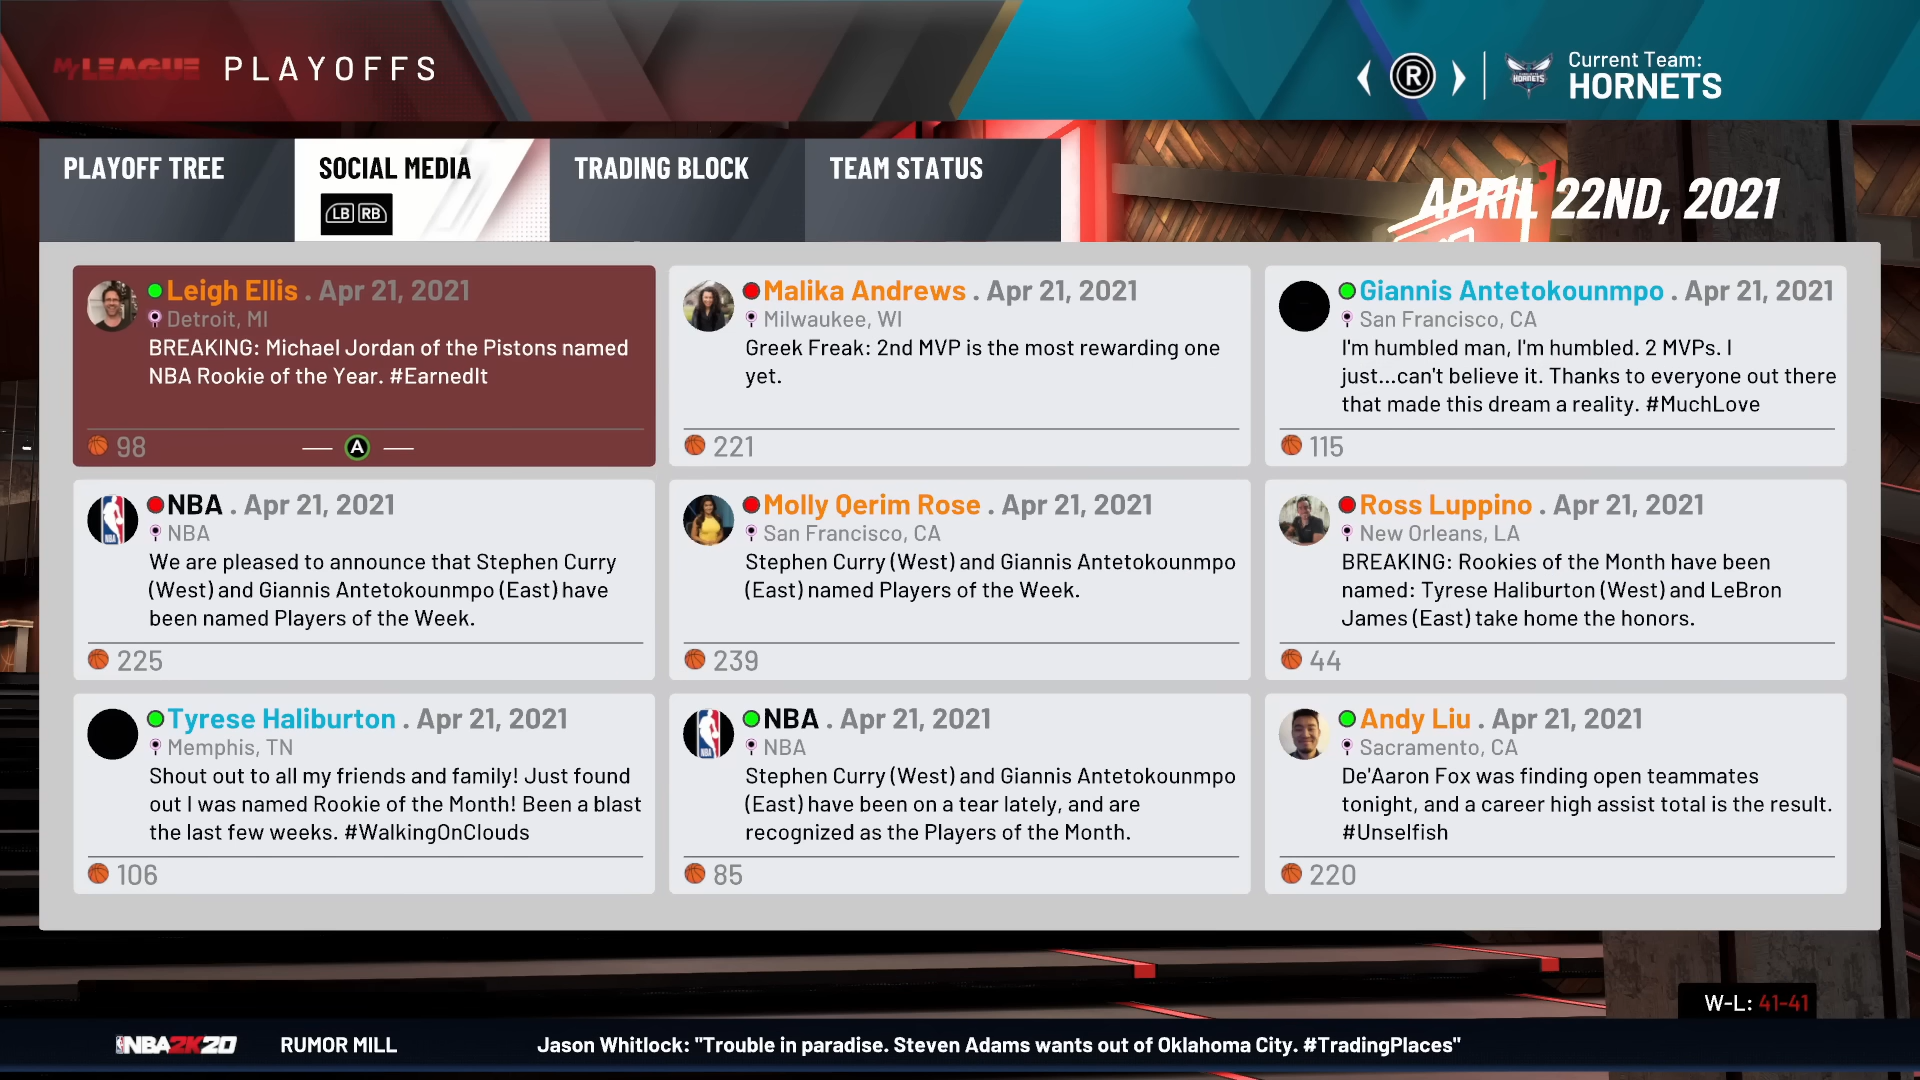 MyLEAGUE PLAYOFFS
R
Current Team:
HORNETS
HORNETS
PLAYOFF TREE
SOCIAL MEDIA
LB RB
TRADING BLOCK
TEAM STATUS
APRIL 22ND, 2021
Leigh Ellis . Apr 21, 2021
Detroit, MI
BREAKING: Michael Jordan of the Pistons named
NBA Rookie of the Year. #EarnedIt
98
A
Malika Andrews . Apr 21, 2021
Milwaukee, WI
Greek Freak: 2nd MVP is the most rewarding one
yet.
221
Giannis Antetokounmpo . Apr 21, 2021
San Francisco, CA
I'm humbled man, I'm humbled. 2 MVPs. I
just...can't believe it. Thanks to everyone out there
that made this dream a reality. #MuchLove
115
NBA . Apr 21, 2021
NBA
We are pleased to announce that Stephen Curry
(West) and Giannis Antetokounmpo (East) have
been named Players of the Week.
225
Molly Qerim Rose . Apr 21, 2021
San Francisco, CA
Stephen Curry (West) and Giannis Antetokounmpo
(East) named Players of the Week.
239
Ross Luppino . Apr 21, 2021
New Orleans, LA
BREAKING: Rookies of the Month have been
named: Tyrese Haliburton (West) and LeBron
James (East) take home the honors.
44
Tyrese Haliburton . Apr 21, 2021
Memphis, TN
Shout out to all my friends and family! Just found
out I was named Rookie of the Month! Been a blast
the last few weeks. #WalkingOnClouds
106
NBA . Apr 21, 2021
NBA
Stephen Curry (West) and Giannis Antetokounmpo
(East) have been on a tear lately, and are
recognized as the Players of the Month.
85
Andy Liu . Apr 21, 2021
Sacramento, CA
De'Aaron Fox was finding open teammates
tonight, and a career high assist total is the result.
#Unselfish
220
W-L: 41-41
NBA2K20
RUMOR MILL
Jason Whitlock: "Trouble in paradise. Steven Adams wants out of Oklahoma City. #TradingPlaces"